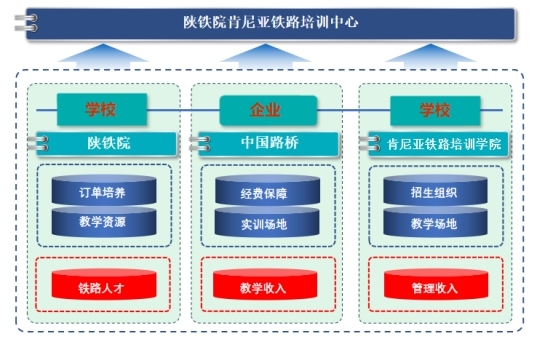 陕铁院肯尼亚铁路培训中心
学校
企业
学校
陕铁院
中国路桥
肯尼亚铁路培训学院
订单培养
经费保障
招生组织
教学资源
实训场地
教学场地
铁路人才
教学收入
管理收入